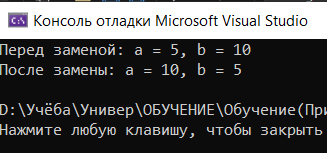 Консоль отладки Microsoft Visual Studio
Перед заменой: a = 5, b = 10
После замены: a = 10, b = 5
D:\Учёба\Универ\ОБУЧЕНИЕ\Обучение(При
Нажмите любую клавишу, чтобы закрыть